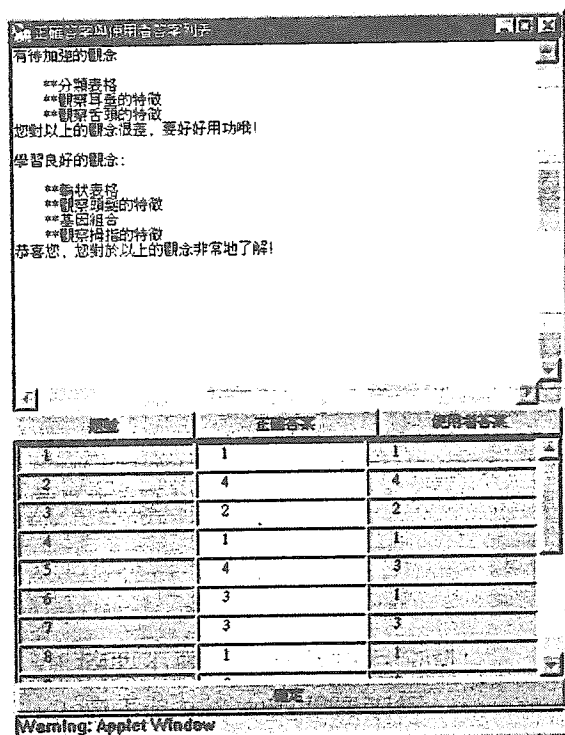 正確答案與使用者答案列表
有待加強的觀念
**分類表格
**觀察耳垂的特徵
**觀察舌頭的特徵
您對以上的觀念很差，要好好用功哦!
學習良好的觀念:
**輪狀表格
**觀察頭髮的特徵
**基因組合
**觀察拇指的特徵
恭喜您，您對於以上的觀念非常地了解!
題號 正確答案 使用者答案
1 1 1
2 4 4
3 2 2
4 1 1
5 4 3
6 3 1
7 3 3
8 1 1
確定
Warning: Applet Window